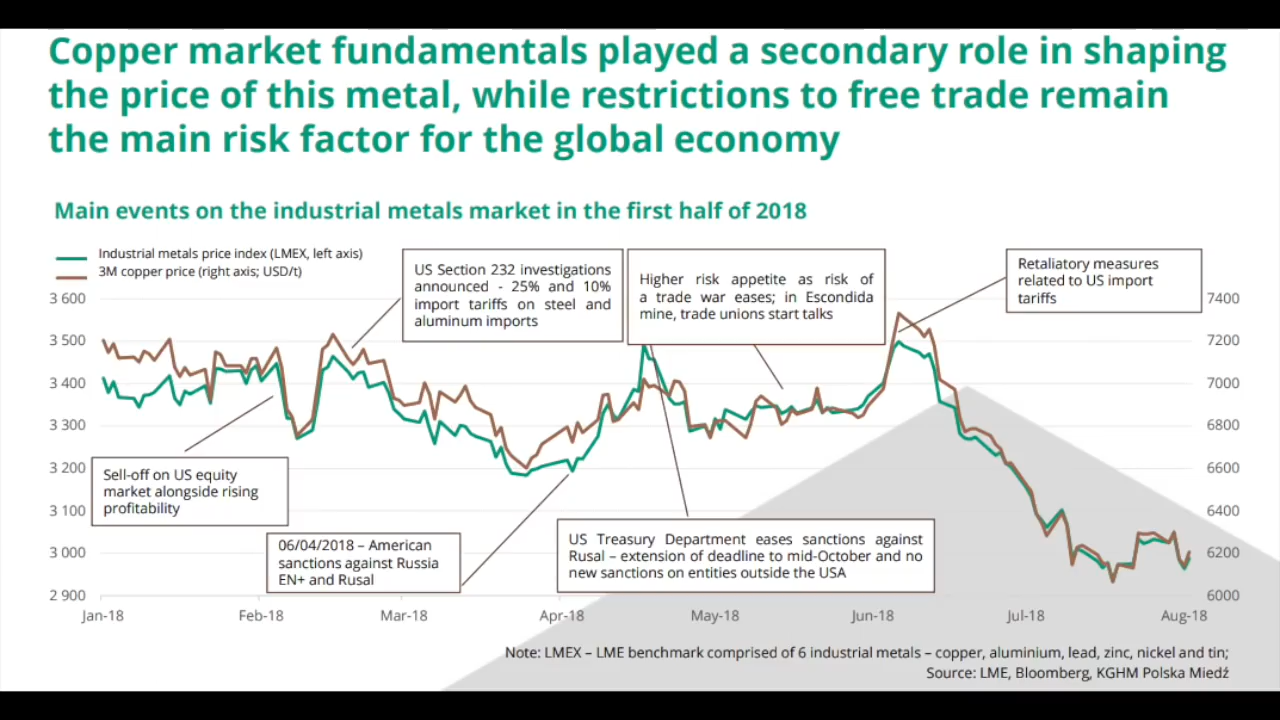 Copper market fundamentals played a secondary role in shaping
the price of this metal, while restrictions to free trade remain
the main risk factor for the global economy
Main events on the industrial metals market in the first half of 2018
Industrial metals price index (LMEX, left axis)
3M copper price (right axis; USD/t)
US Section 232 investigations
announced - 25% and 10%
import tariffs on steel and
aluminum imports
Higher risk appetite as risk of
a trade war eases; in Escondida
mine, trade unions start talks
Retaliatory measures
related to US import
tariffs
3 600
3 500
3 400
3 300
3 200
3 100
3 000
2 900
7400
7200
7000
6800
6600
6400
6200
6000
Sell-off on US equity
market alongside rising
profitability
06/04/2018 – American
sanctions against Russia
EN+ and Rusal
US Treasury Department eases sanctions against
Rusal – extension of deadline to mid-October and no
new sanctions on entities outside the USA
Jan-18
Feb-18
Mar-18
Apr-18
May-18
Jun-18
Jul-18
Aug-18
Note: LMEX – LME benchmark comprised of 6 industrial metals – copper, aluminium, lead, zinc, nickel and tin;
Source: LME, Bloomberg, KGHM Polska Miedź